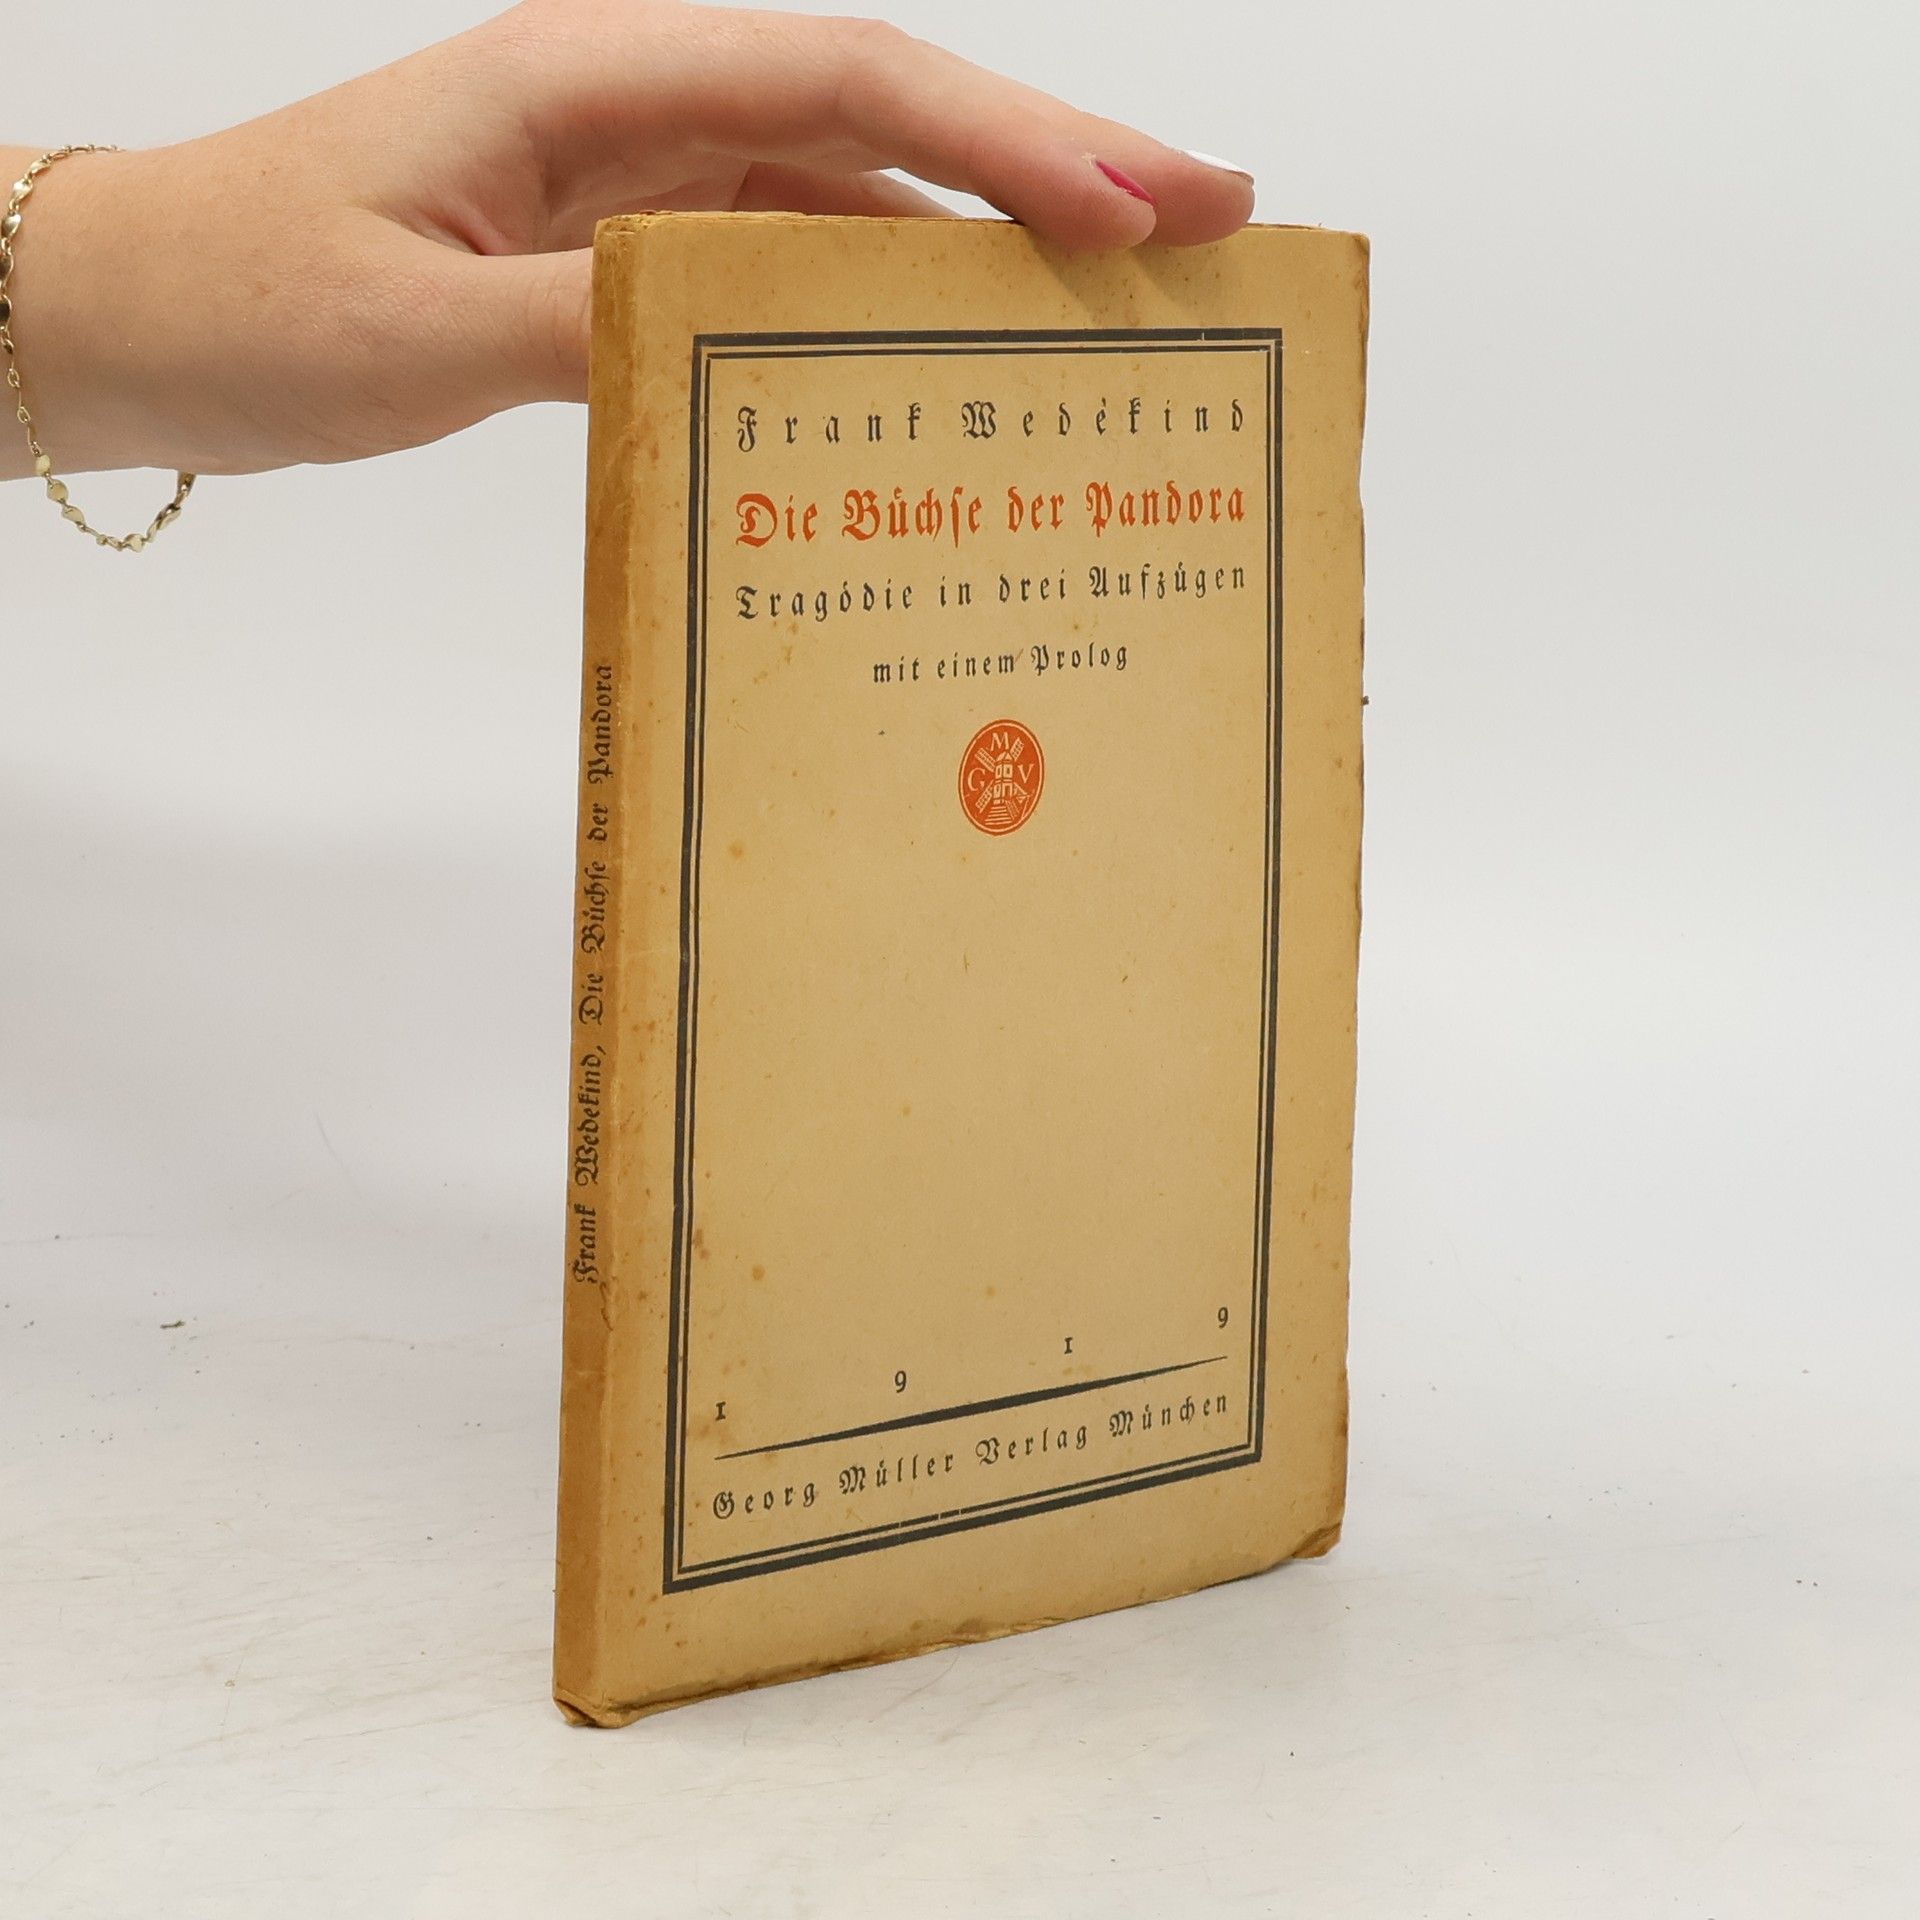 Frank Wedekind
Die Büchſe der Pandora
Tragödie in drei Aufzügen
mit einem Prolog
G M V
1 9 1 9
Georg Müller Verlag München
Frank Wedekind, Die Büchſe der Pandora